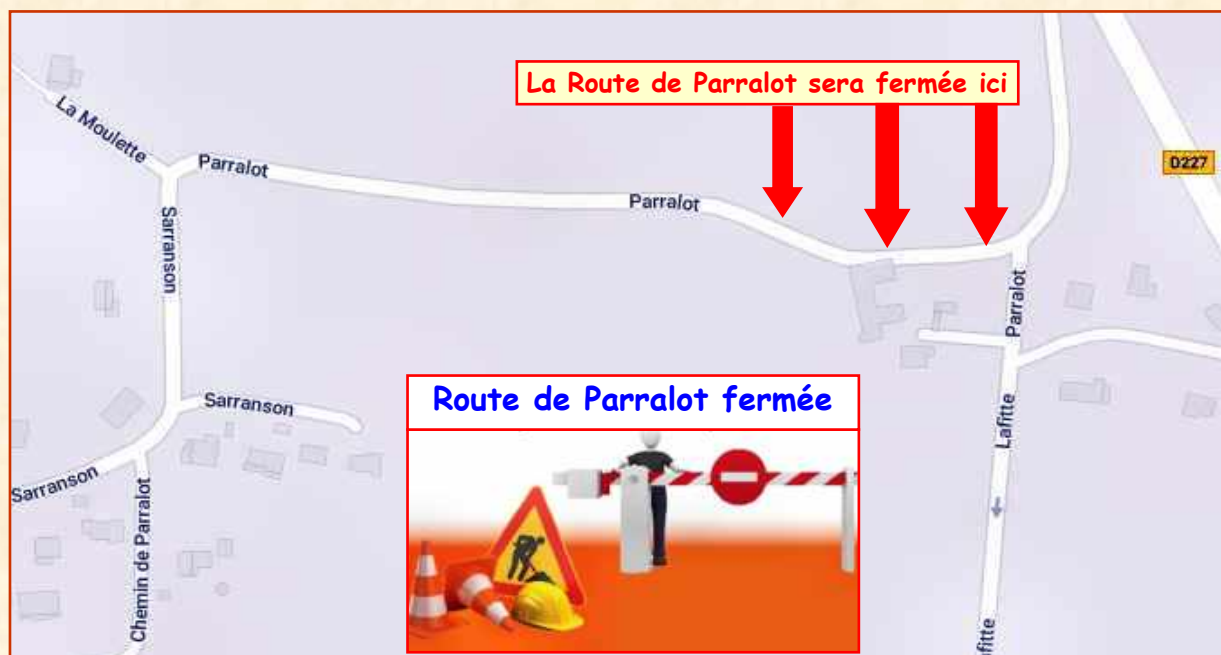 La Route de Parralot sera fermée ici
D227
La Moulette
Parralot
Parralot
Sarranson
Parralot
Lafitte
Route de Parralot fermée
Sarranson
Sarranson
Chemin de Parralot
afitte